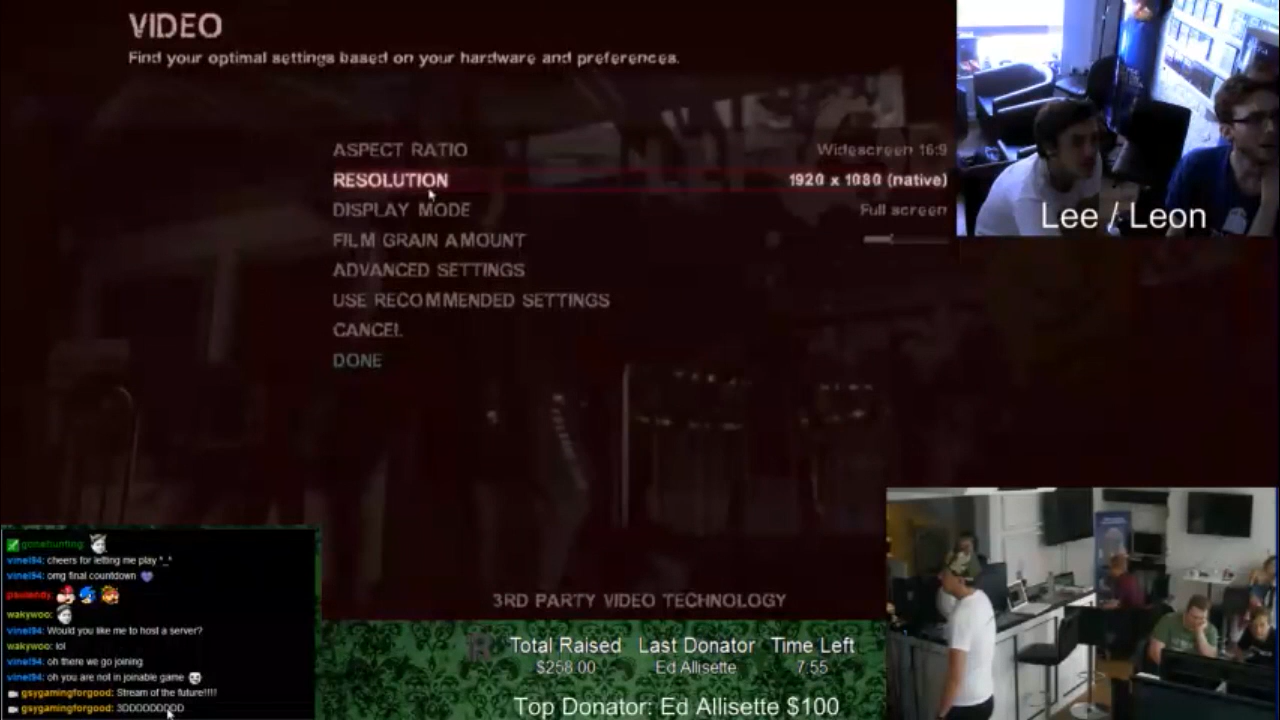 VIDEO
Find your optimal settings based on your hardware and preferences.
ASPECT RATIO Widescreen 16:9
RESOLUTION 1920 x 1080 (native)
DISPLAY MODE Full screen
FILM GRAIN AMOUNT
ADVANCED SETTINGS
USE RECOMMENDED SETTINGS
CANCEL
DONE
3RD PARTY VIDEO TECHNOLOGY
Lee / Leon
gonehunting
vinel94: cheers for letting me play ^_^
vinel94: omg final countdown
wakywoo:
vinel94: Would you like me to host a server?
wakywoo: lol
vinel94: oh there we go joining
vinel94: oh you are not in joinable game
gsygamingforgood: Stream of the future!!!!
gsygamingforgood: 3DDDDDDDDD
Total Raised Last Donator Time Left
$258.00 Ed Allisette 7:55
Top Donator: Ed Allisette $100